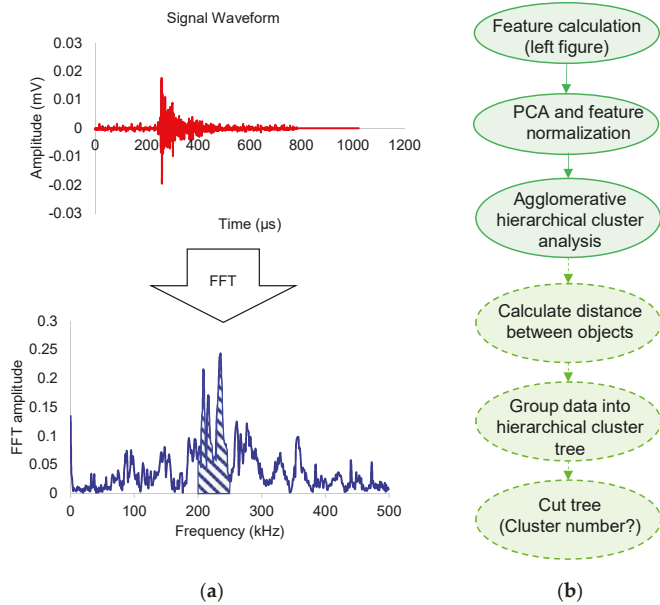 Signal Waveform
Amplitude (mV)
0.03
0.02
0.01
0
-0.01
-0.02
-0.03
0
200
400
600
800
1000
1200
Time (µs)
FFT
FFT amplitude
0.3
0.25
0.2
0.15
0.1
0.05
0
0
100
200
300
400
500
Frequency (kHz)
(a)
Feature calculation
(left figure)
PCA and feature
normalization
Agglomerative
hierarchical cluster
analysis
Calculate distance
between objects
Group data into
hierarchical cluster
tree
Cut tree
(Cluster number?)
(b)